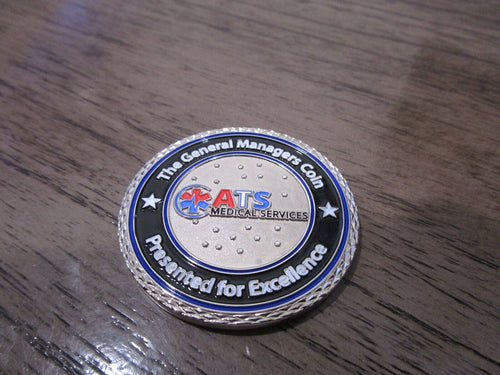 The General Managers Coin
ATS
MEDICAL SERVICES
Presented for Excellence